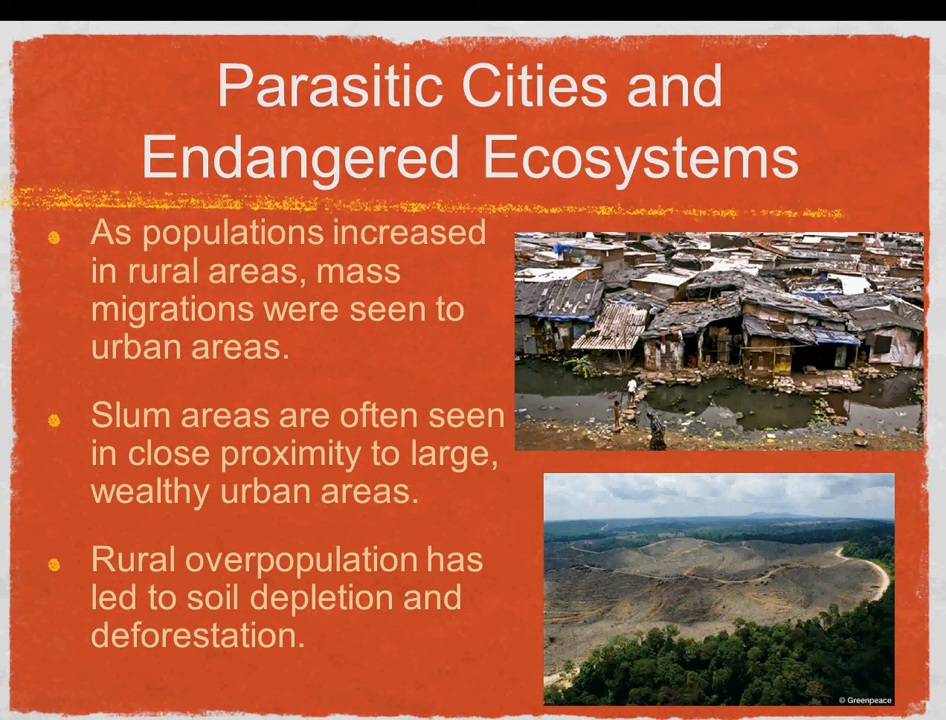 Parasitic Cities and
Endangered Ecosystems
As populations increased
in rural areas, mass
migrations were seen to
urban areas.
Slum areas are often seen
in close proximity to large,
wealthy urban areas.
Rural overpopulation has
led to soil depletion and
deforestation.
© Greenpeace